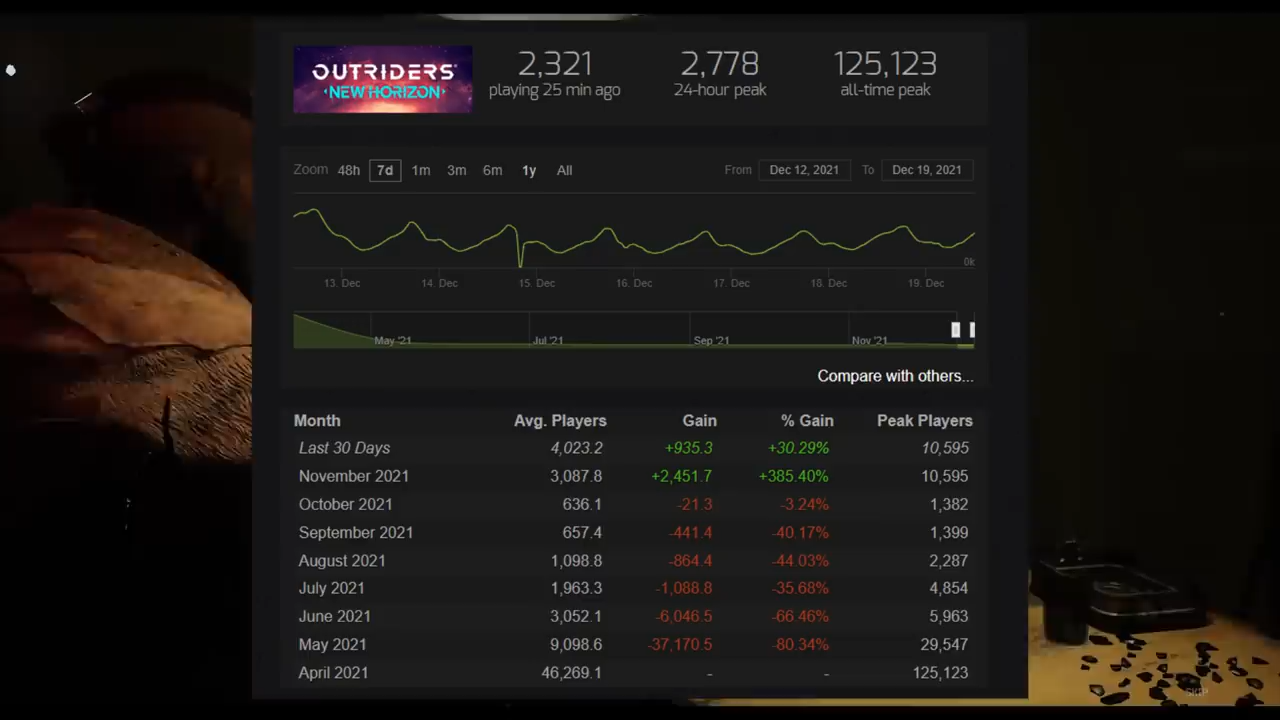 OUTRIDERS
NEW HORIZON
2,321 2,778 125,123
playing 25 min ago 24-hour peak all-time peak
Zoom 48h 7d 1m 3m 6m 1y All From Dec 12, 2021 To Dec 19, 2021
0k
13. Dec 14. Dec 15. Dec 16. Dec 17. Dec 18. Dec 19. Dec
May '21 Jul '21 Sep '21 Nov '21
Compare with others...
Month Avg. Players Gain % Gain Peak Players
Last 30 Days 4,023.2 +935.3 +30.29% 10,595
November 2021 3,087.8 +2,451.7 +385.40% 10,595
October 2021 636.1 -21.3 -3.24% 1,382
September 2021 657.4 -441.4 -40.17% 1,399
August 2021 1,098.8 -864.4 -44.03% 2,287
July 2021 1,963.3 -1,088.8 -35.68% 4,854
June 2021 3,052.1 -6,046.5 -66.46% 5,963
May 2021 9,098.6 -37,170.5 -80.34% 29,547
April 2021 46,269.1 - - 125,123
SKIP